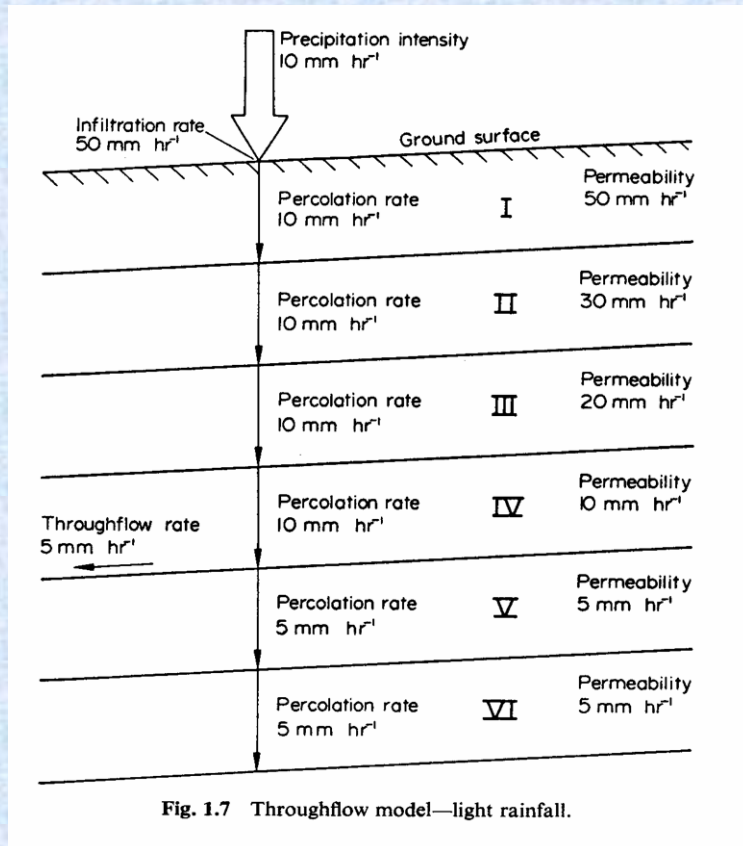 Precipitation intensity
10 mm hr⁻¹
Infiltration rate
50 mm hr⁻¹
Ground surface
Percolation rate
10 mm hr⁻¹
I
Permeability
50 mm hr⁻¹
Percolation rate
10 mm hr⁻¹
II
Permeability
30 mm hr⁻¹
Percolation rate
10 mm hr⁻¹
III
Permeability
20 mm hr⁻¹
Percolation rate
10 mm hr⁻¹
IV
Permeability
10 mm hr⁻¹
Throughflow rate
5 mm hr⁻¹
Percolation rate
5 mm hr⁻¹
V
Permeability
5 mm hr⁻¹
Percolation rate
5 mm hr⁻¹
VI
Permeability
5 mm hr⁻¹
Fig. 1.7 Throughflow model—light rainfall.